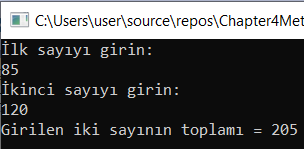 C:\Users\user\source\repos\Chapter4Met
İlk sayıyı girin:
85
İkinci sayıyı girin:
120
Girilen iki sayının toplamı = 205